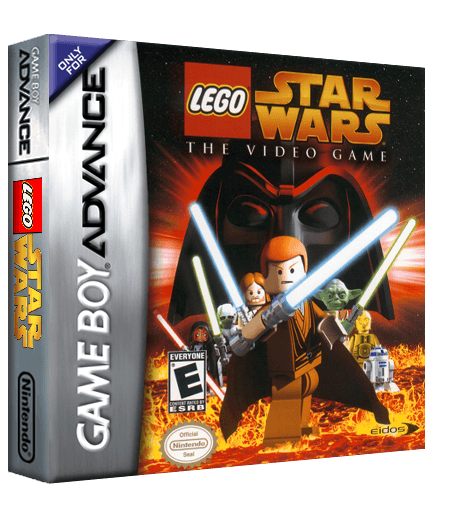 GAME BOY
ADVANCE
LEGO
STAR
WARS
Nintendo
ONLY
FOR
GAME BOY ADVANCE
LEGO
STAR
WARS
THE VIDEO GAME
EVERYONE
E
CONTENT RATED BY
ESRB
Official
Nintendo
Seal
eidos